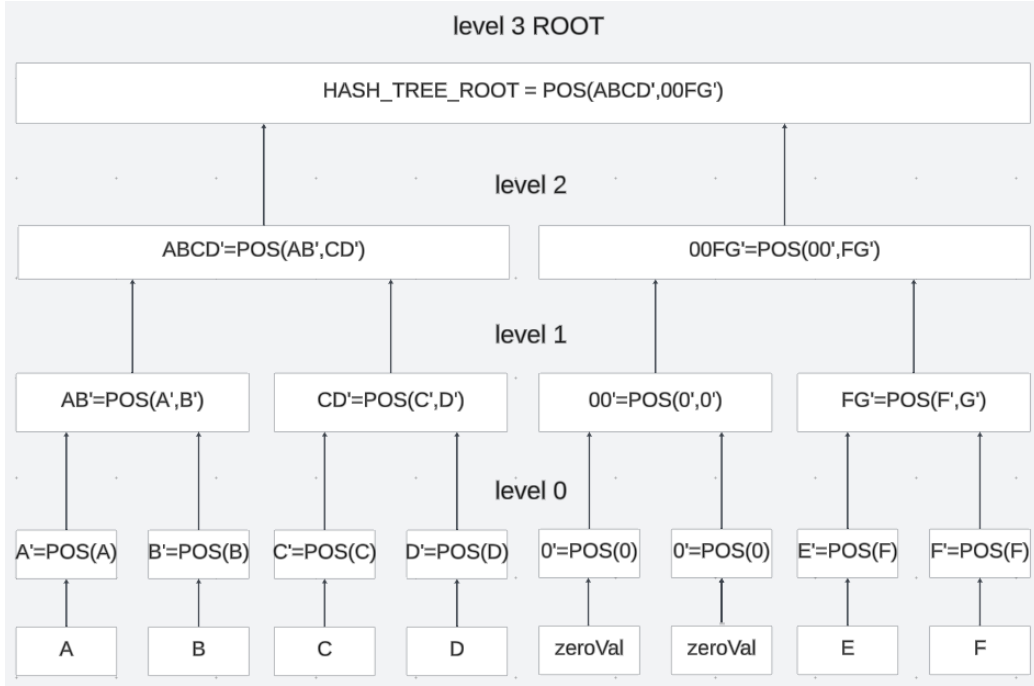 level 3 ROOT
HASH_TREE_ROOT = POS(ABCD',00FG')
level 2
ABCD'=POS(AB',CD')
00FG'=POS(00',FG')
level 1
AB'=POS(A',B')
CD'=POS(C',D')
00'=POS(0',0')
FG'=POS(F',G')
level 0
A'=POS(A)
B'=POS(B)
C'=POS(C)
D'=POS(D)
0'=POS(0)
0'=POS(0)
E'=POS(F)
F'=POS(F)
A
B
C
D
zeroVal
zeroVal
E
F